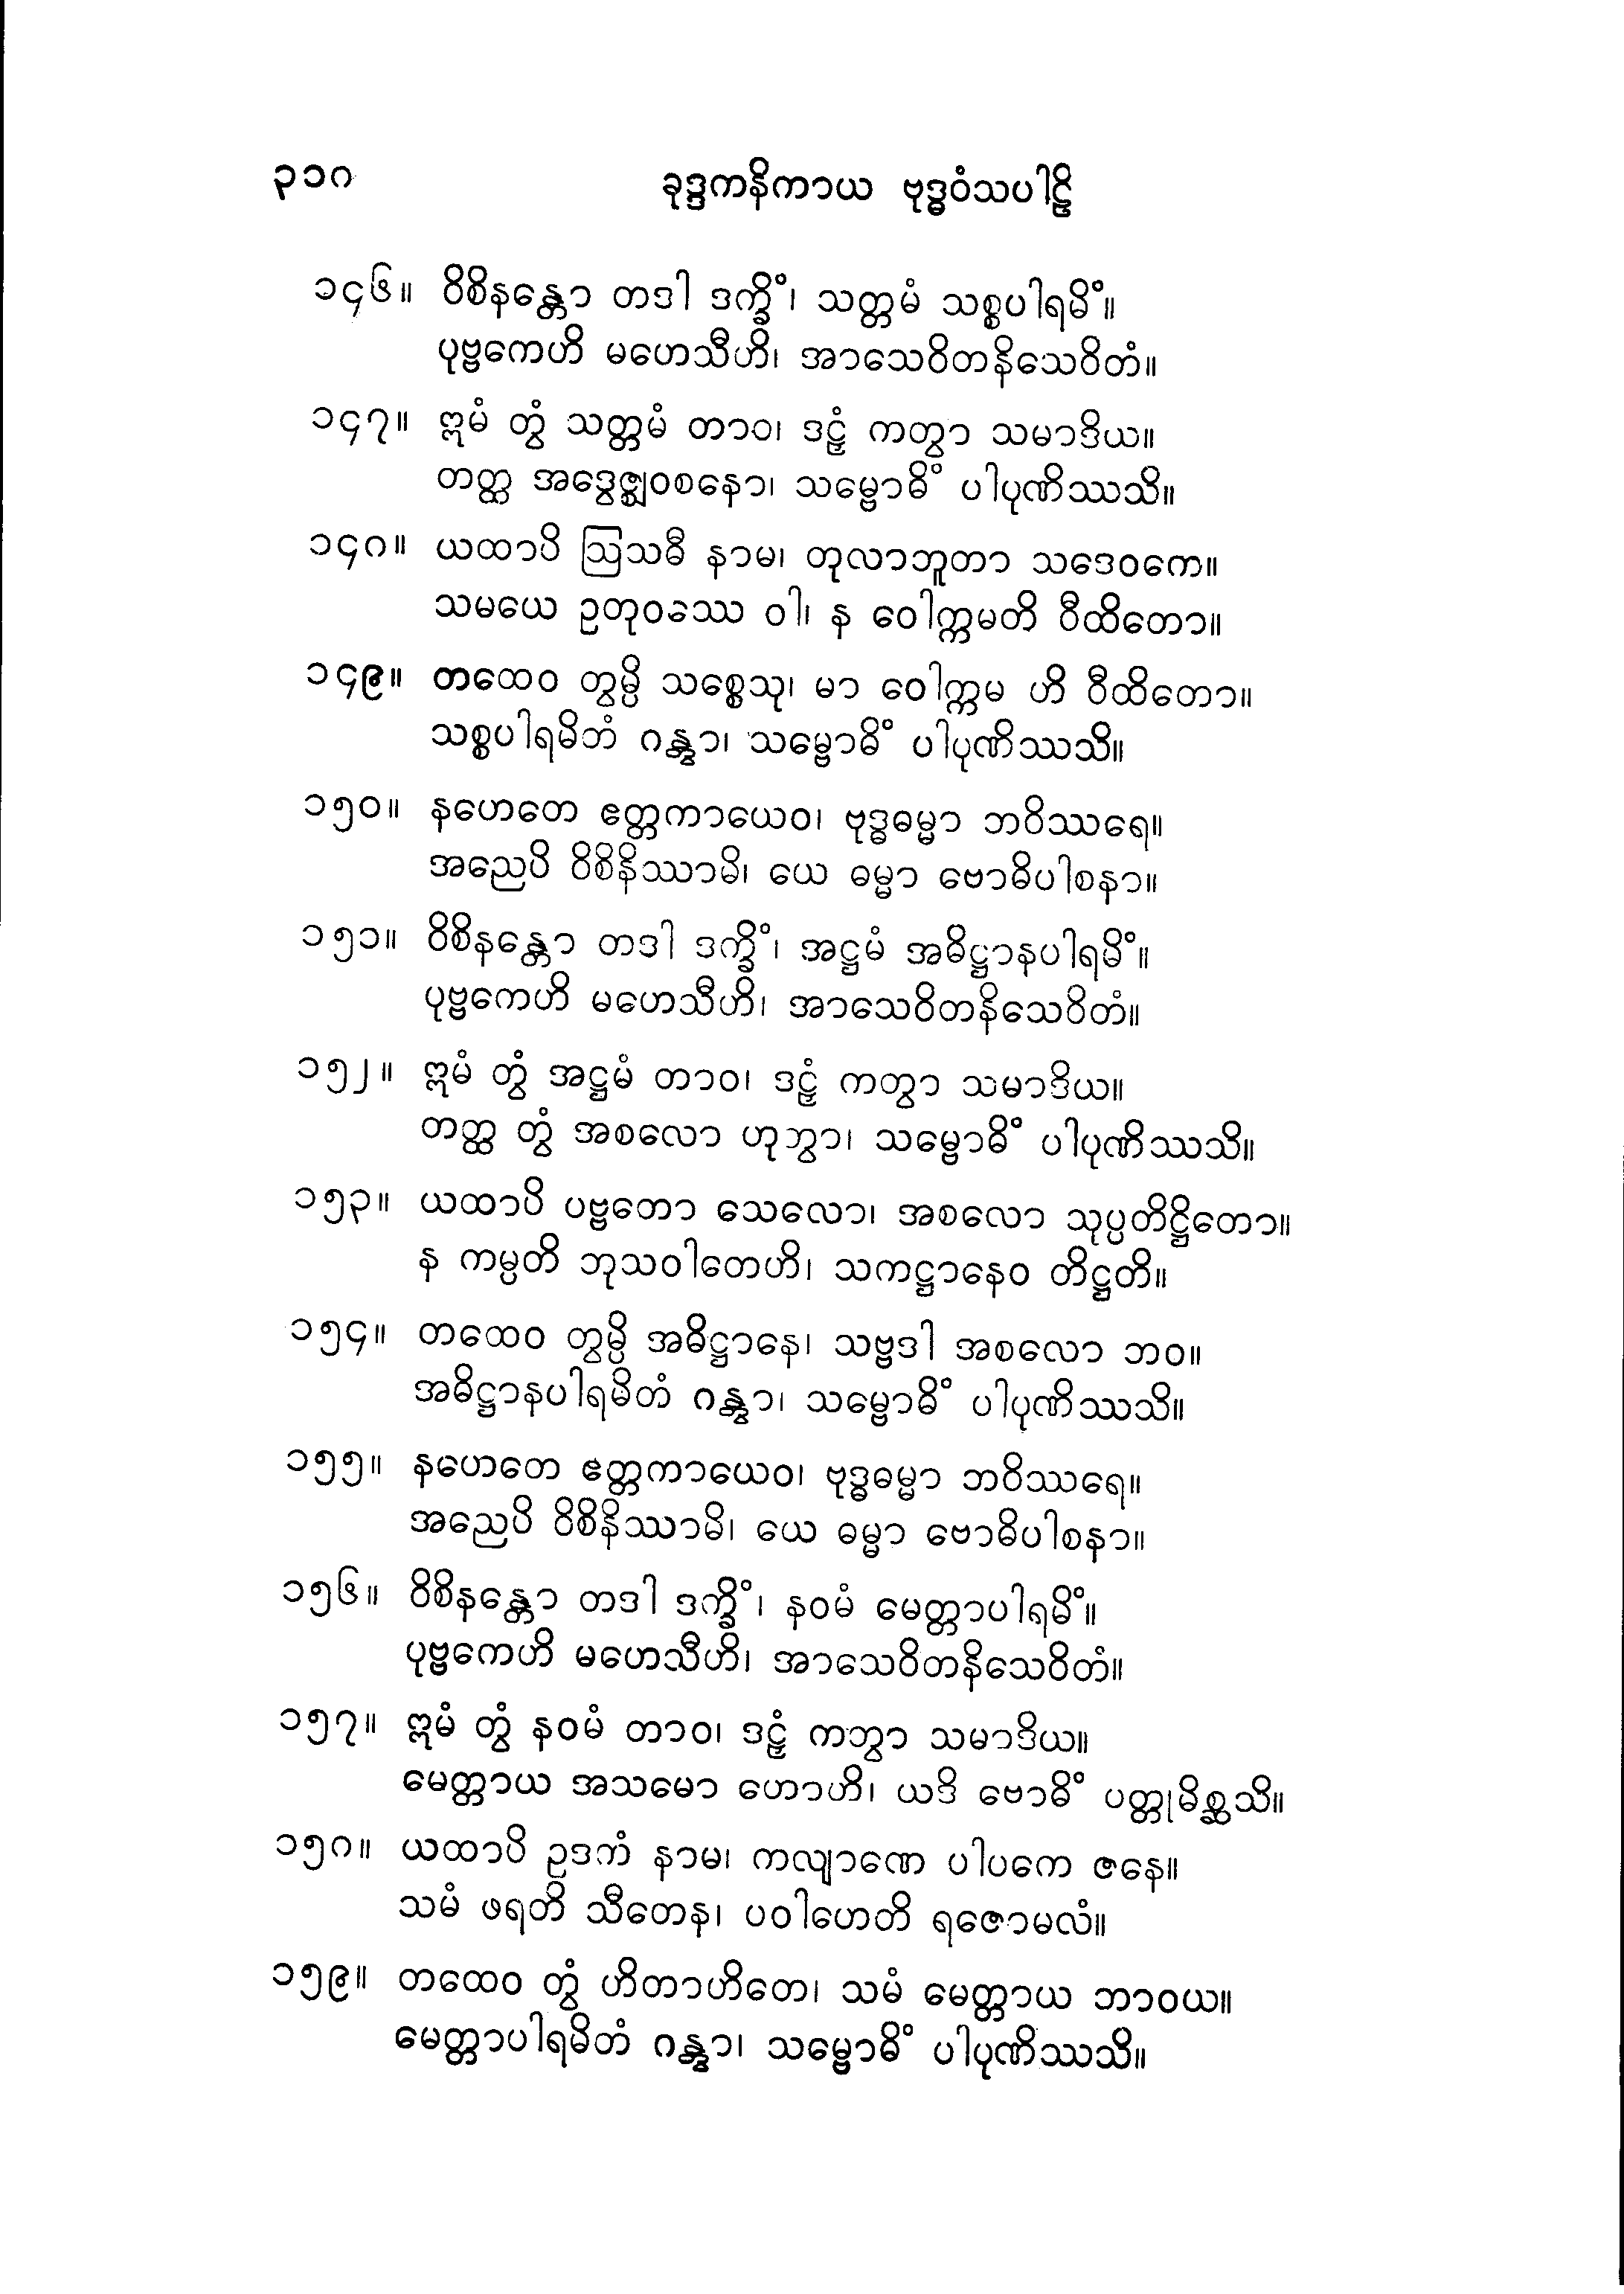 ၃၁၈ ခုဒ္ဒကနိကာယ ဗုဒ္ဓဝံသပါဠိ
၁၄၆။ ဝိစိနန္တော တဒါ ဒက္ခိံ၊ သတ္တမံ သစ္စပါရမိံ။
ပုဗ္ဗကေဟိ မဟေသီဟိ၊ အာသေဝိတနိသေဝိတံ။
၁၄၇။ ဣမံ တွံ သတ္တမံ တာဝ၊ ဒဠှံ ကတွာ သမာဒိယ။
တတ္ထ အဒွေဇ္ဈဝစနော၊ သမ္ဗောဓိံ ပါပုဏိဿသိ။
၁၄၈။ ယထာပိ ဩသဓီ နာမ၊ တုလာဘူတာ သဒေဝကေ။
သမယေ ဥတုဝဿေ ဝါ၊ န ဝေါက္ကမတိ ဝီထိတော။
၁၄၉။ တထေဝ တွမ္ပိ သစ္စေသု၊ မာ ဝေါက္ကမ ဟိ ဝီထိတော။
သစ္စပါရမိတံ ဂန္တွာ၊ သမ္ဗောဓိံ ပါပုဏိဿသိ။
၁၅၀။ နဟေတေ ဧတ္တကာယေဝ၊ ဗုဒ္ဓဓမ္မာ ဘဝိဿရေ။
အညေပိ ဝိစိနိဿာမိ၊ ယေ ဓမ္မာ ဗောဓိပါစနာ။
၁၅၁။ ဝိစိနန္တော တဒါ ဒက္ခိံ၊ အဋ္ဌမံ အဓိဋ္ဌာနပါရမိံ။
ပုဗ္ဗကေဟိ မဟေသီဟိ၊ အာသေဝိတနိသေဝိတံ။
၁၅၂။ ဣမံ တွံ အဋ္ဌမံ တာဝ၊ ဒဠှံ ကတွာ သမာဒိယ။
တတ္ထ တွံ အစလော ဟုတွာ၊ သမ္ဗောဓိံ ပါပုဏိဿသိ။
၁၅၃။ ယထာပိ ပဗ္ဗတော သေလော၊ အစလော သုပ္ပတိဋ္ဌိတော။
န ကမ္ပတိ ဘုသဝါတေဟိ၊ သကဋ္ဌာနေဝ တိဋ္ဌတိ။
၁၅၄။ တထေဝ တွမ္ပိ အဓိဋ္ဌာနေ၊ သဗ္ဗဒါ အစလော ဘဝ။
အဓိဋ္ဌာနပါရမိတံ ဂန္တွာ၊ သမ္ဗောဓိံ ပါပုဏိဿသိ။
၁၅၅။ နဟေတေ ဧတ္တကာယေဝ၊ ဗုဒ္ဓဓမ္မာ ဘဝိဿရေ။
အညေပိ ဝိစိနိဿာမိ၊ ယေ ဓမ္မာ ဗောဓိပါစနာ။
၁၅၆။ ဝိစိနန္တော တဒါ ဒက္ခိံ၊ နဝမံ မေတ္တာပါရမိံ။
ပုဗ္ဗကေဟိ မဟေသီဟိ၊ အာသေဝိတနိသေဝိတံ။
၁၅၇။ ဣမံ တွံ နဝမံ တာဝ၊ ဒဠှံ ကတွာ သမာဒိယ။
မေတ္တာယ အသမော ဟောဟိ၊ ယဒိ ဗောဓိံ ပတ္တုမိစ္ဆသိ။
၁၅၈။ ယထာပိ ဥဒကံ နာမ၊ ကလျာဏေ ပါပကေ ဇနေ။
သမံ ဖရတိ သီတေန၊ ပဝါဟေတိ ရဇောမလံ။
၁၅၉။ တထေဝ တွံ ဟိတာဟိတေ၊ သမံ မေတ္တာယ ဘာဝယ။
မေတ္တာပါရမိတံ ဂန္တွာ၊ သမ္ဗောဓိံ ပါပုဏိဿသိ။